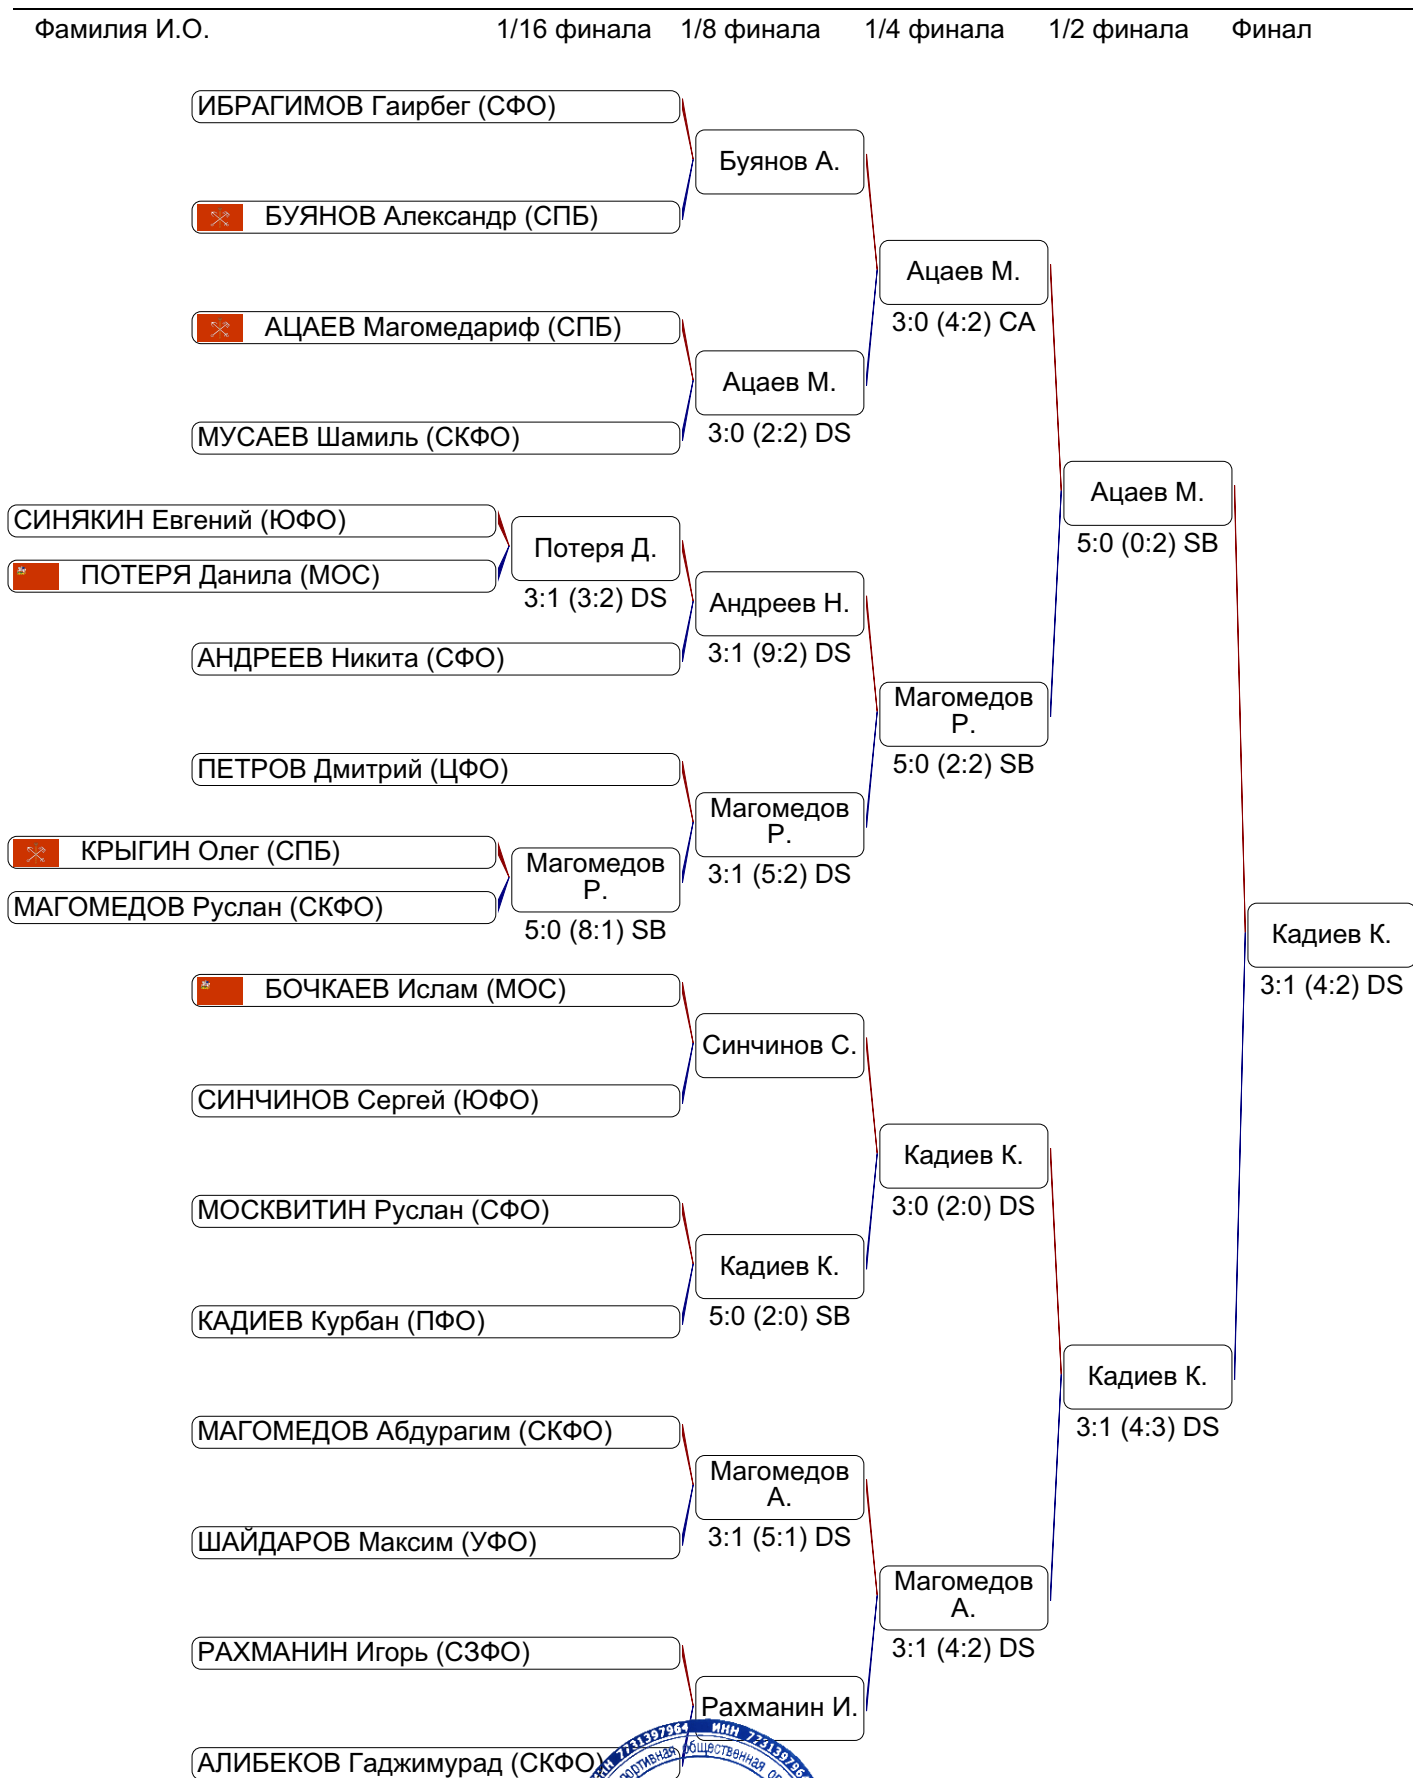 Фамилия И.О. 1/16 финала 1/8 финала 1/4 финала 1/2 финала Финал
ИБРАГИМОВ Гаирбег (СФО)
Буянов А.
БУЯНОВ Александр (СПБ)
Ацаев М.
3:0 (4:2) CA
АЦАЕВ Магомедариф (СПБ)
Ацаев М.
3:0 (2:2) DS
МУСАЕВ Шамиль (СКФО)
Ацаев М.
5:0 (0:2) SB
СИНЯКИН Евгений (ЮФО)
Потеря Д.
3:1 (3:2) DS
ПОТЕРЯ Данила (МОС)
Андреев Н.
3:1 (9:2) DS
АНДРЕЕВ Никита (СФО)
Магомедов
Р.
5:0 (2:2) SB
ПЕТРОВ Дмитрий (ЦФО)
Магомедов
Р.
3:1 (5:2) DS
КРЫГИН Олег (СПБ)
Магомедов
Р.
5:0 (8:1) SB
МАГОМЕДОВ Руслан (СКФО)
Кадиев К.
3:1 (4:2) DS
БОЧКАЕВ Ислам (МОС)
Синчинов С.
СИНЧИНОВ Сергей (ЮФО)
Кадиев К.
3:0 (2:0) DS
МОСКВИТИН Руслан (СФО)
Кадиев К.
5:0 (2:0) SB
КАДИЕВ Курбан (ПФО)
Кадиев К.
3:1 (4:3) DS
МАГОМЕДОВ Абдурагим (СКФО)
Магомедов
А.
3:1 (5:1) DS
ШАЙДАРОВ Максим (УФО)
Магомедов
А.
3:1 (4:2) DS
РАХМАНИН Игорь (СЗФО)
Рахманин И.
АЛИБЕКОВ Гаджимурад (СКФО)
7731397964 ИНН
общественная